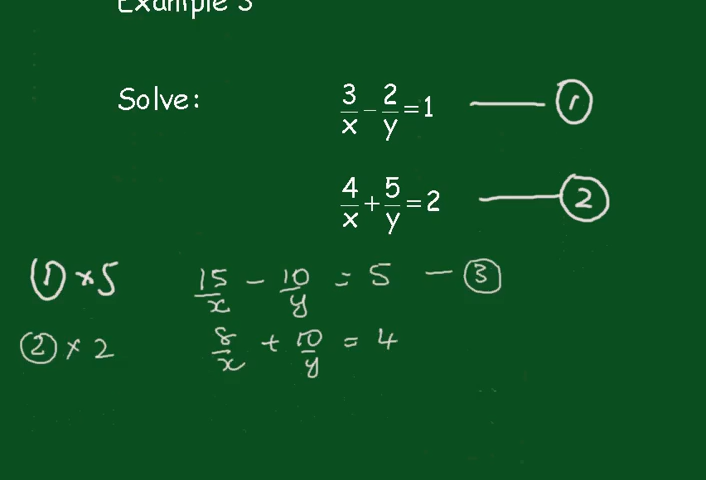 Example 3
Solve: 3/x - 2/y = 1 —— ①
4/x + 5/y = 2 —— ②
① × 5 15/x - 10/y = 5 — ③
② × 2 8/x + 10/y = 4